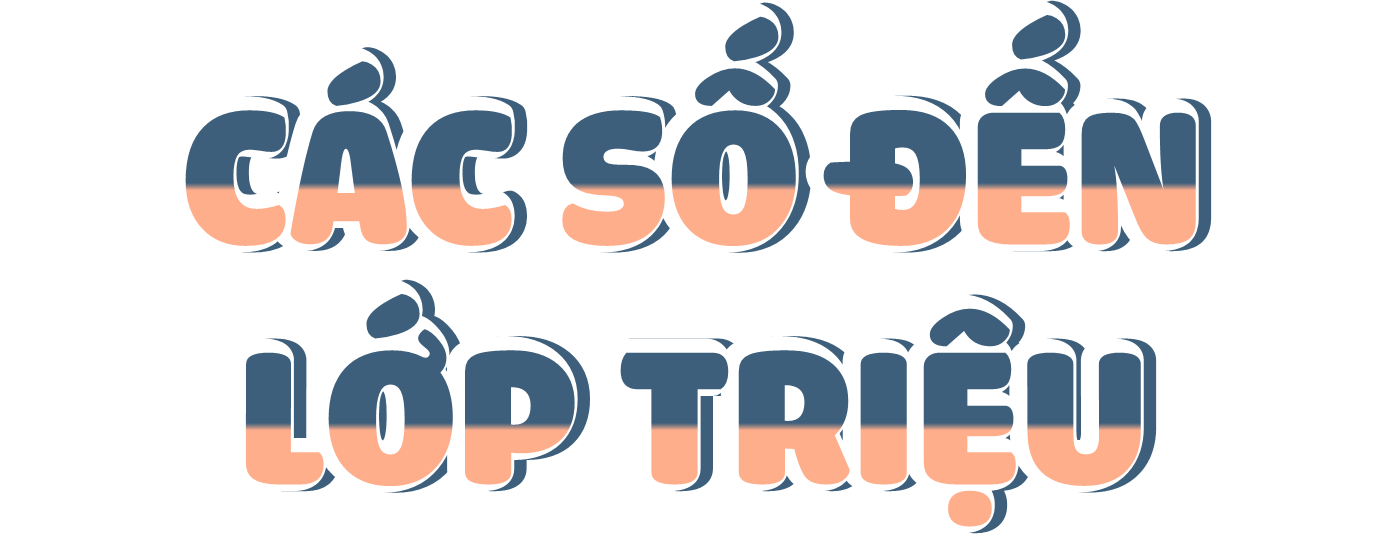 CÁC SỐ ĐẾN
LỚP TRIỆU